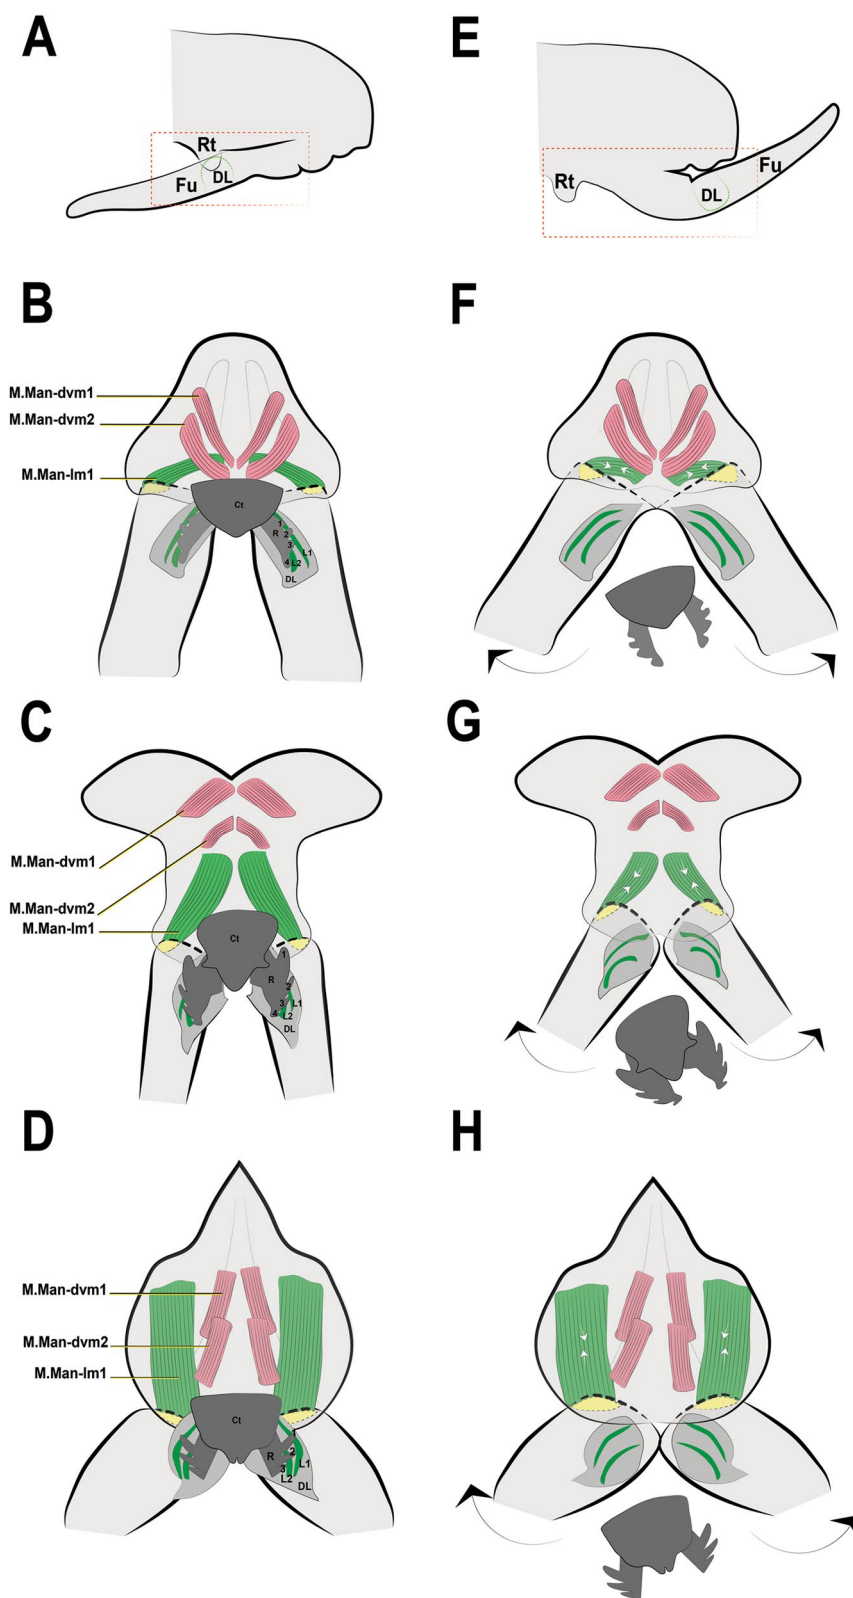 A
E
Rt
Fu
DL
Rt
DL
Fu
B
F
M.Man-dvm1
M.Man-dvm2
M.Man-lm1
Ct
1
R
2
3
L1
4
L2
DL
C
G
M.Man-dvm1
M.Man-dvm2
M.Man-lm1
Ct
1
R
2
3
L1
4
L2
DL
D
H
M.Man-dvm1
M.Man-dvm2
M.Man-lm1
Ct
1
2
R
L1
3
L2
DL